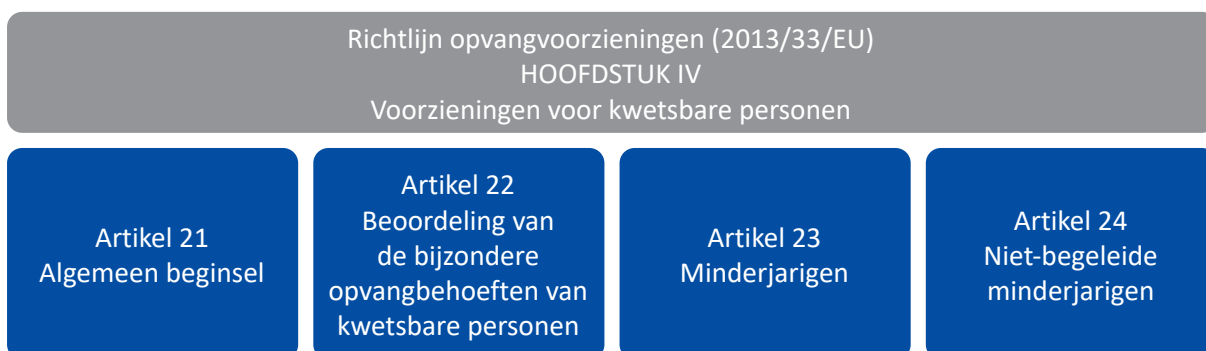 Richtlijn opvangvoorzieningen (2013/33/EU)
HOOFDSTUK IV
Voorzieningen voor kwetsbare personen
Artikel 21
Algemeen beginsel
Artikel 22
Beoordeling van
de bijzondere
opvangbehoeften van
kwetsbare personen
Artikel 23
Minderjarigen
Artikel 24
Niet-begeleide
minderjarigen